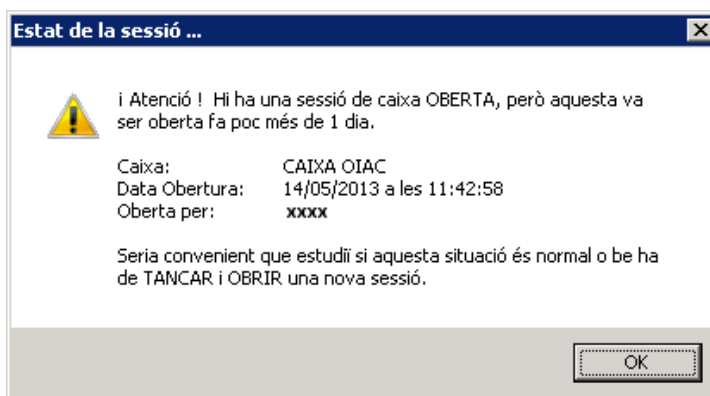 Estat de la sessió ...
¡ Atenció ! Hi ha una sessió de caixa OBERTA, però aquesta va
ser oberta fa poc més de 1 dia.
Caixa: CAIXA OIAC
Data Obertura: 14/05/2013 a les 11:42:58
Oberta per: xxxx
Seria convenient que estudiï si aquesta situació és normal o be ha
de TANCAR i OBRIR una nova sessió.
OK